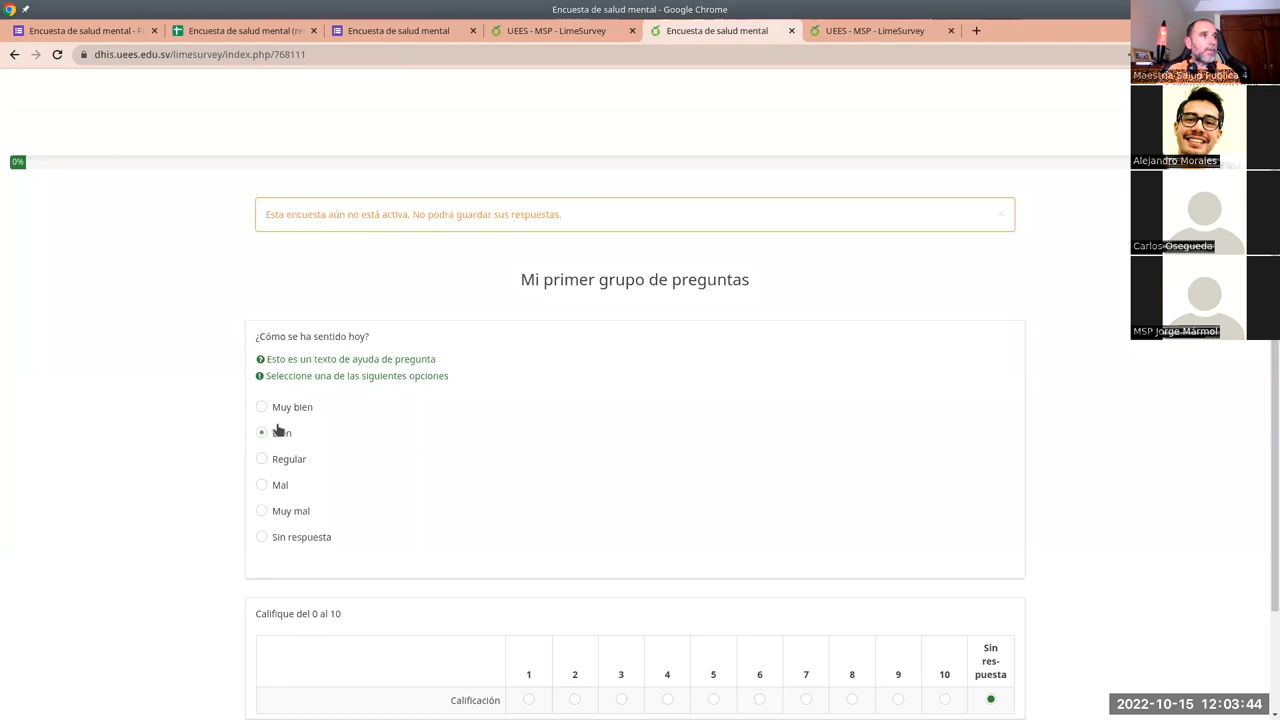 Encuesta de salud mental - Google Chrome
Encuesta de salud mental - F
Encuesta de salud mental (re
Encuesta de salud mental
UEES - MSP - LimeSurvey
Encuesta de salud mental
UEES - MSP - LimeSurvey
dhis.uees.edu.sv/limesurvey/index.php/768111
Maestria Salud Publica 4
Alejandro Morales
Carlos Osegueda
MSP Jorge Mármol
0%
Esta encuesta aún no está activa. No podrá guardar sus respuestas.
Mi primer grupo de preguntas
¿Cómo se ha sentido hoy?
Esto es un texto de ayuda de pregunta
Seleccione una de las siguientes opciones
Muy bien
Regular
Mal
Muy mal
Sin respuesta
Califique del 0 al 10
1 2 3 4 5 6 7 8 9 10 Sin res-puesta
Calificación
2022-10-15 12:03:44